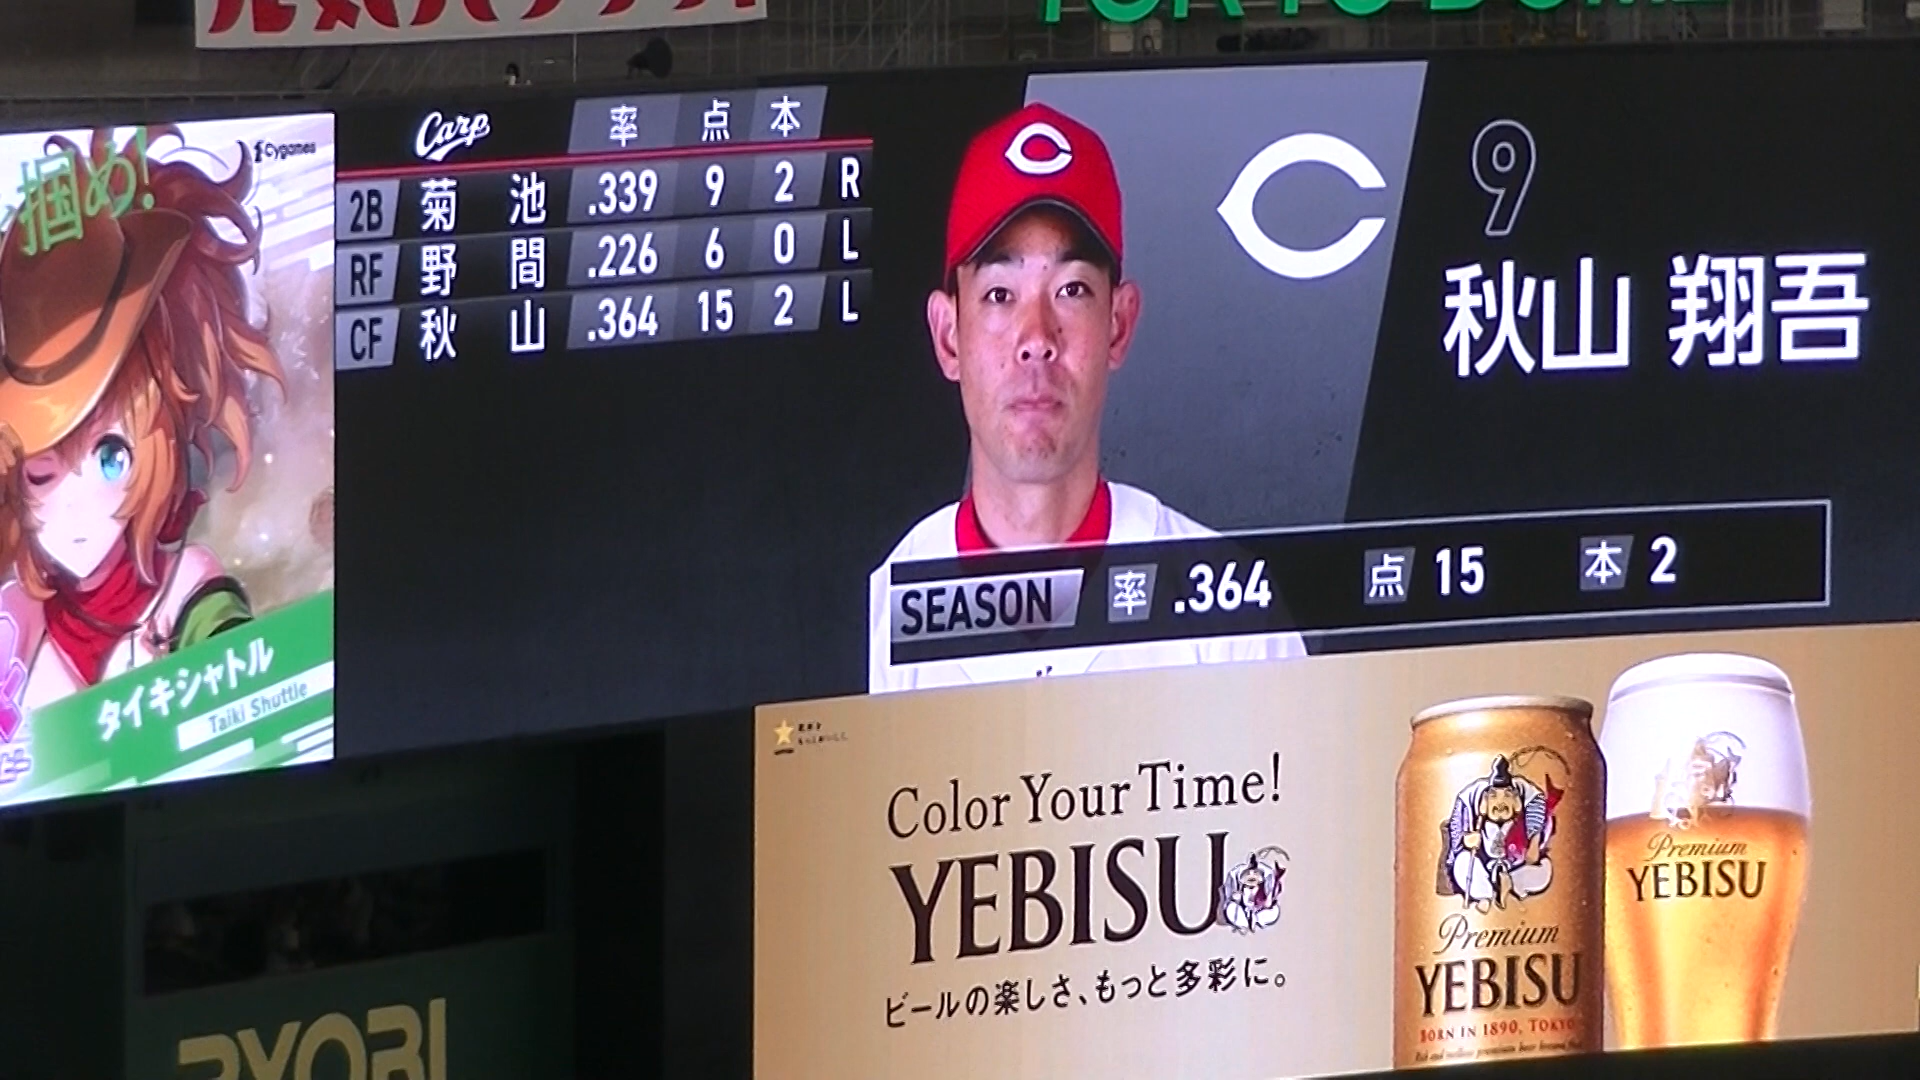 TOKYO DOME
掴め!
Cygames
タイキシャトル
Taiki Shuttle
Carp 率 点 本
2B 菊池 .339 9 2 R
RF 野間 .226 6 0 L
CF 秋山 .364 15 2 L
C
9
秋山 翔吾
SEASON 率 .364 点 15 本 2
Color Your Time!
YEBISU
ビールの楽しさ、もっと多彩に。
Premium
YEBISU
BORN IN 1890, TOKYO
Premium
YEBISU
RYOBI